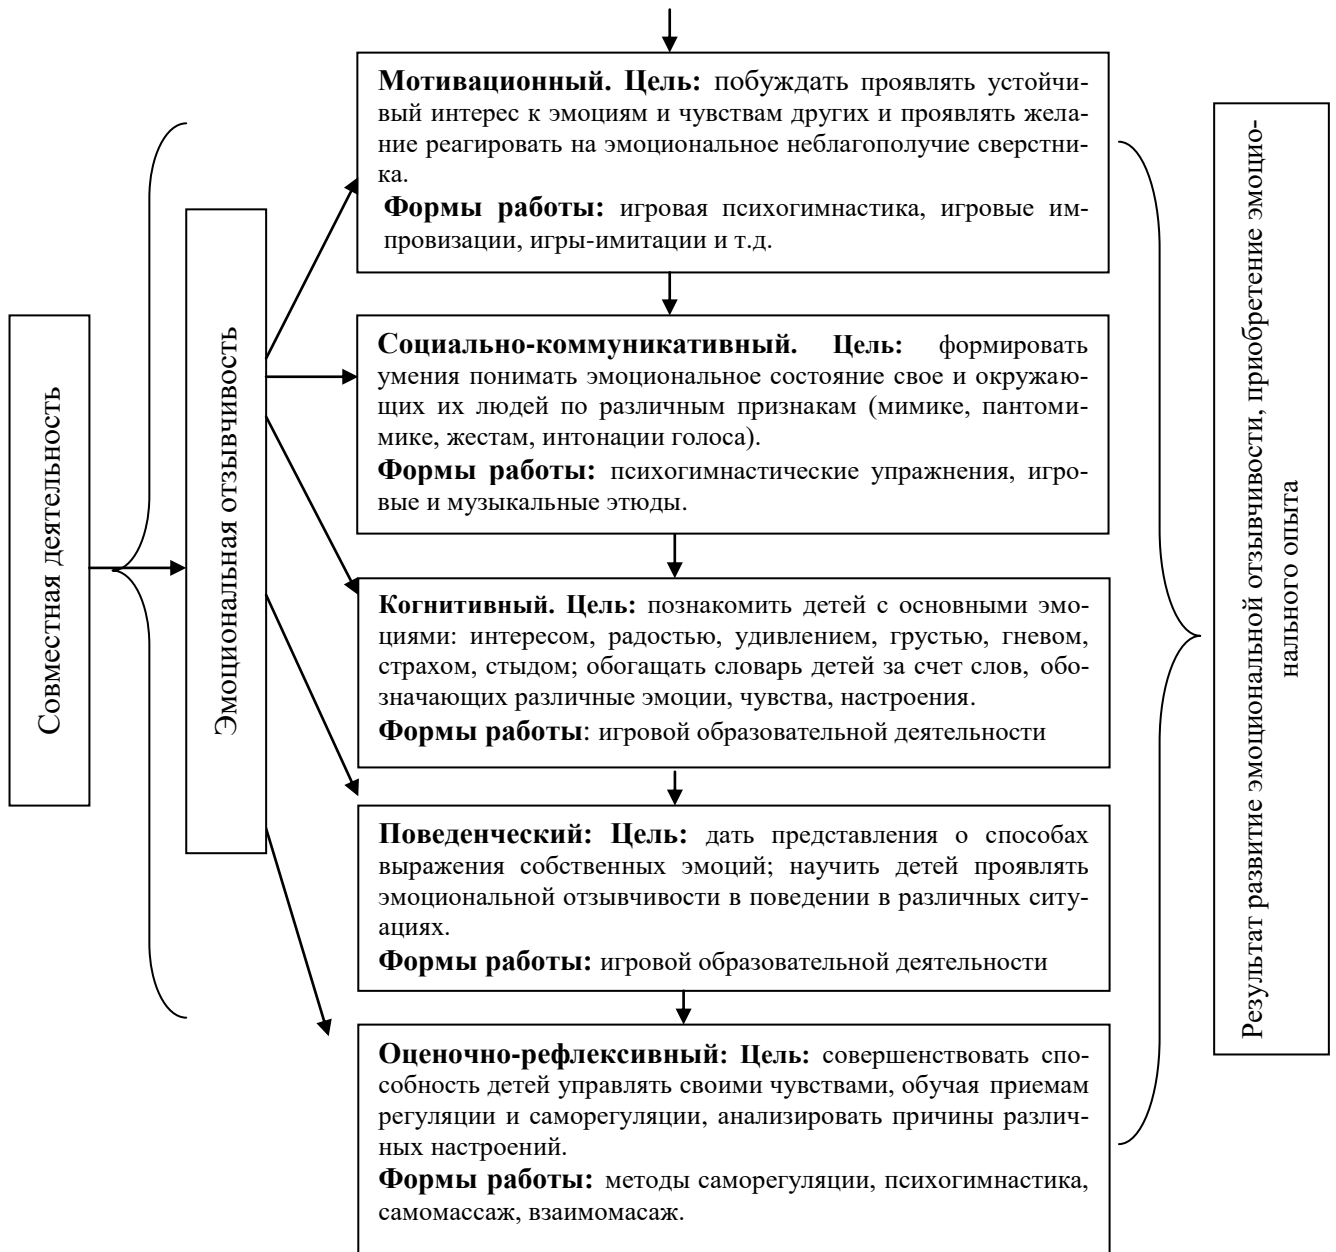 Совместная деятельность
Эмоциональная отзывчивость
Мотивационный. Цель: побуждать проявлять устойчи-
вый интерес к эмоциям и чувствам других и проявлять жела-
ние реагировать на эмоциональное неблагополучие сверстни-
ка.
Формы работы: игровая психогимнастика, игровые им-
провизации, игры-имитации и т.д.
Социально-коммуникативный. Цель: формировать
умения понимать эмоциональное состояние свое и окружаю-
щих их людей по различным признакам (мимике, пантоми-
мике, жестам, интонации голоса).
Формы работы: психогимнастические упражнения, игро-
вые и музыкальные этюды.
Когнитивный. Цель: познакомить детей с основными эмо-
циями: интересом, радостью, удивлением, грустью, гневом,
страхом, стыдом; обогащать словарь детей за счет слов, обо-
значающих различные эмоции, чувства, настроения.
Формы работы: игровой образовательной деятельности
Поведенческий: Цель: дать представления о способах
выражения собственных эмоций; научить детей проявлять
эмоциональной отзывчивости в поведении в различных ситу-
ациях.
Формы работы: игровой образовательной деятельности
Оценочно-рефлексивный: Цель: совершенствовать спо-
собность детей управлять своими чувствами, обучая приемам
регуляции и саморегуляции, анализировать причины различ-
ных настроений.
Формы работы: методы саморегуляции, психогимнастика,
самомассаж, взаимомасаж.
Результат развитие эмоциональной отзывчивости, приобретение эмоцио-
нального опыта